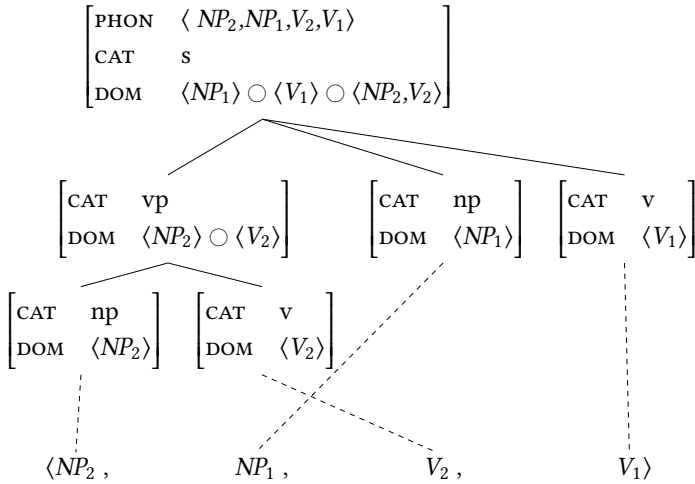 PHON ⟨ NP₂,NP₁,V₂,V₁⟩
CAT s
DOM ⟨NP₁⟩ ○ ⟨V₁⟩ ○ ⟨NP₂,V₂⟩
CAT vp CAT np CAT v
DOM ⟨NP₂⟩ ○ ⟨V₂⟩ DOM ⟨NP₁⟩ DOM ⟨V₁⟩
CAT np CAT v
DOM ⟨NP₂⟩ DOM ⟨V₂⟩
⟨NP₂ , NP₁ , V₂ , V₁⟩